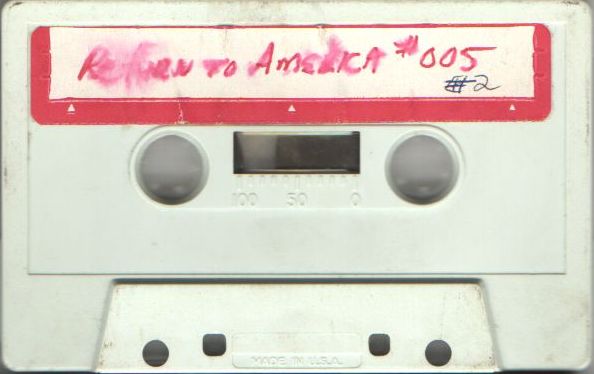 RETURN TO AMERICA #005
#2
100 50 0
MADE IN U.S.A.